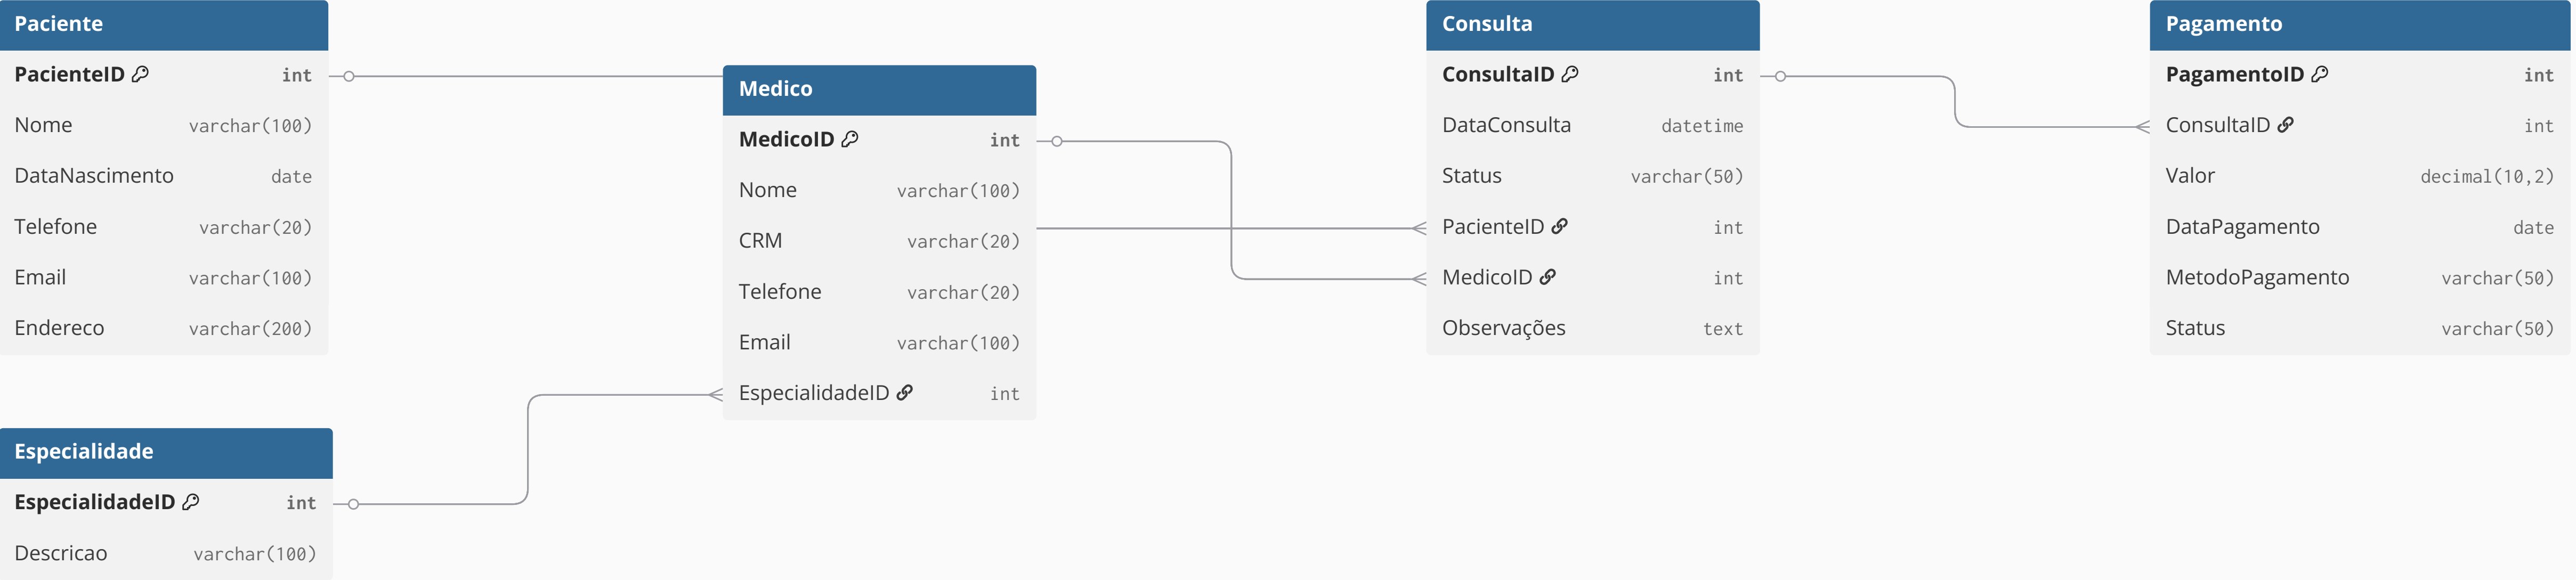 Paciente
PacienteID int
Nome varchar(100)
DataNascimento date
Telefone varchar(20)
Email varchar(100)
Endereco varchar(200)
Medico
MedicoID int
Nome varchar(100)
CRM varchar(20)
Telefone varchar(20)
Email varchar(100)
EspecialidadeID int
Consulta
ConsultaID int
DataConsulta datetime
Status varchar(50)
PacienteID int
MedicoID int
Observações text
Pagamento
PagamentoID int
ConsultaID int
Valor decimal(10,2)
DataPagamento date
MetodoPagamento varchar(50)
Status varchar(50)
Especialidade
EspecialidadeID int
Descricao varchar(100)